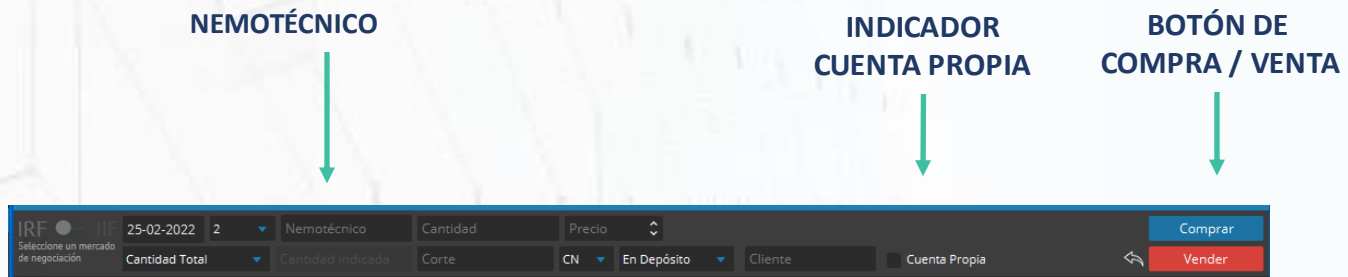 NEMOTÉCNICO
INDICADOR
CUENTA PROPIA
BOTÓN DE
COMPRA / VENTA
IRF IIF
Seleccione un mercado
de negociación
25-02-2022 2 Nemotécnico Cantidad Precio Comprar
Cantidad Total Cantidad indicada Corte CN En Depósito Cliente Cuenta Propia Vender